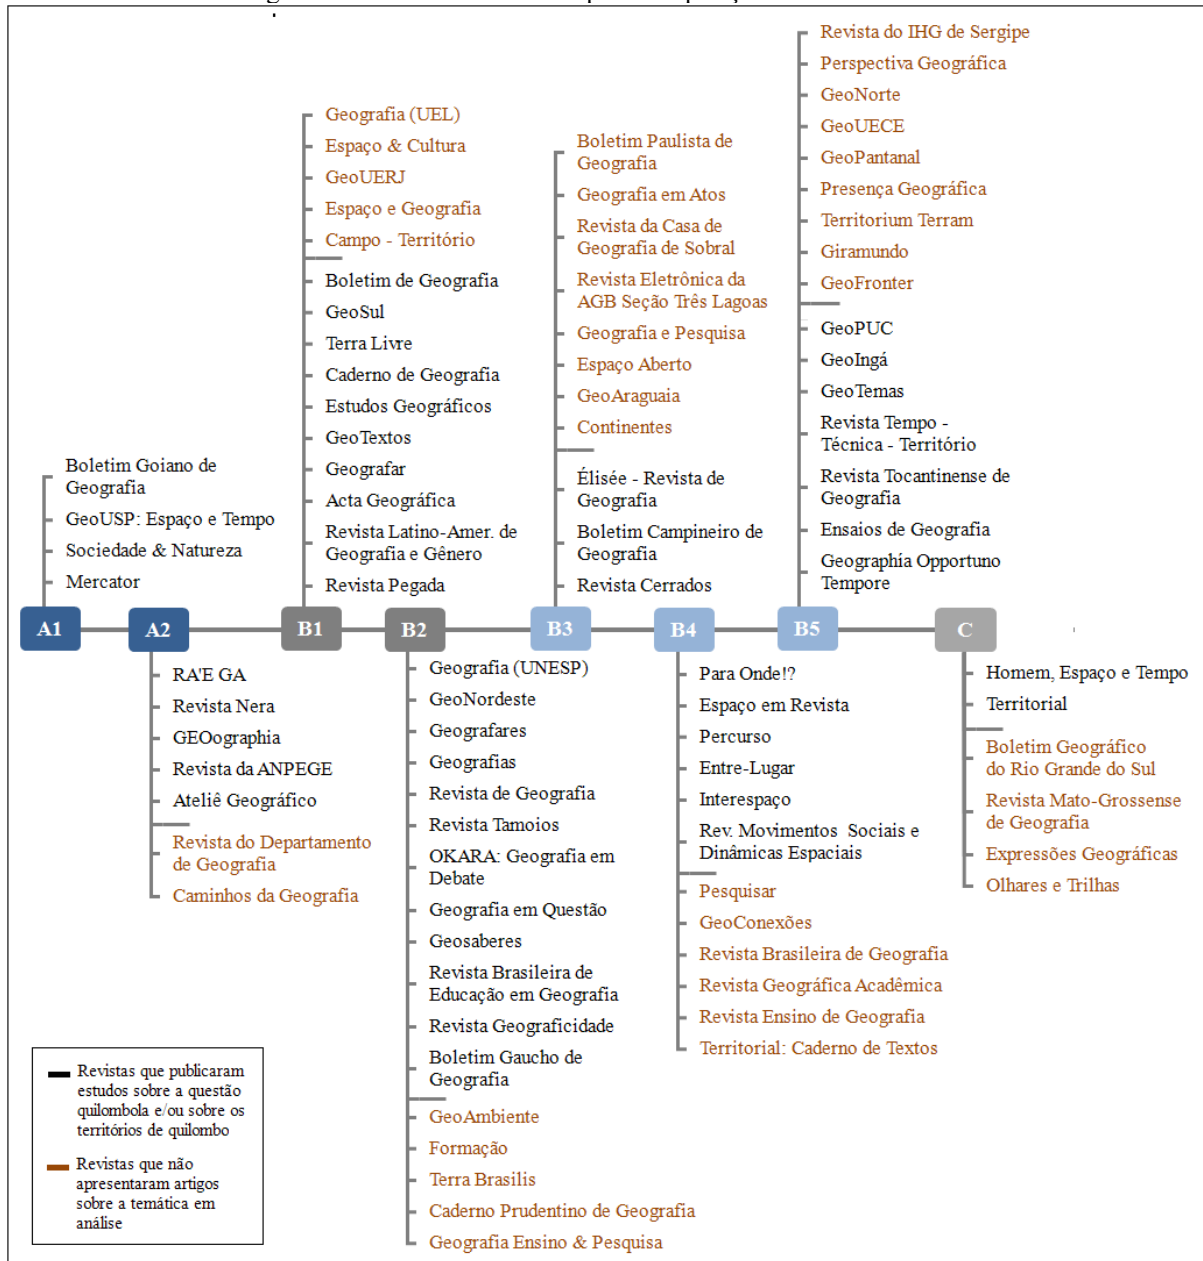 Revista do IHG de Sergipe
Perspectiva Geográfica
GeoNorte
GeoUECE
GeoPantanal
Presença Geográfica
Territorium Terram
Giramundo
GeoFronter
GeoPUC
GeoIngá
GeoTemas
Revista Tempo -
Técnica - Território
Revista Tocantinense de
Geografia
Ensaios de Geografia
Geographía Opportuno
Tempore
Geografia (UEL)
Espaço & Cultura
GeoUERJ
Espaço e Geografia
Campo - Território
Boletim de Geografia
GeoSul
Terra Livre
Caderno de Geografia
Estudos Geográficos
GeoTextos
Geografar
Acta Geográfica
Revista Latino-Amer. de
Geografia e Gênero
Revista Pegada
Boletim Paulista de
Geografia
Geografia em Atos
Revista da Casa de
Geografia de Sobral
Revista Eletrônica da
AGB Seção Três Lagoas
Geografia e Pesquisa
Espaço Aberto
GeoAraguaia
Continentes
Élisée - Revista de
Geografia
Boletim Campineiro de
Geografia
Revista Cerrados
Boletim Goiano de
Geografia
GeoUSP: Espaço e Tempo
Sociedade & Natureza
Mercator
A1
A2
B1
B2
B3
B4
B5
C
RA'E GA
Revista Nera
GEOographia
Revista da ANPEGE
Ateliê Geográfico
Revista do Departamento
de Geografia
Caminhos da Geografia
Geografia (UNESP)
GeoNordeste
Geografares
Geografias
Revista de Geografia
Revista Tamoios
OKARA: Geografia em
Debate
Geografia em Questão
Geosaberes
Revista Brasileira de
Educação em Geografia
Revista Geograficidade
Boletim Gaucho de
Geografia
GeoAmbiente
Formação
Terra Brasilis
Caderno Prudentino de Geografia
Geografia Ensino & Pesquisa
Para Onde!?
Espaço em Revista
Percurso
Entre-Lugar
Interespaço
Rev. Movimentos Sociais e
Dinâmicas Espaciais
Pesquisar
GeoConexões
Revista Brasileira de Geografia
Revista Geográfica Acadêmica
Revista Ensino de Geografia
Territorial: Caderno de Textos
Homem, Espaço e Tempo
Territorial
Boletim Geográfico
do Rio Grande do Sul
Revista Mato-Grossense
de Geografia
Expressões Geográficas
Olhares e Trilhas
Revistas que publicaram
estudos sobre a questão
quilombola e/ou sobre os
territórios de quilombo
Revistas que não
apresentaram artigos
sobre a temática em
análise